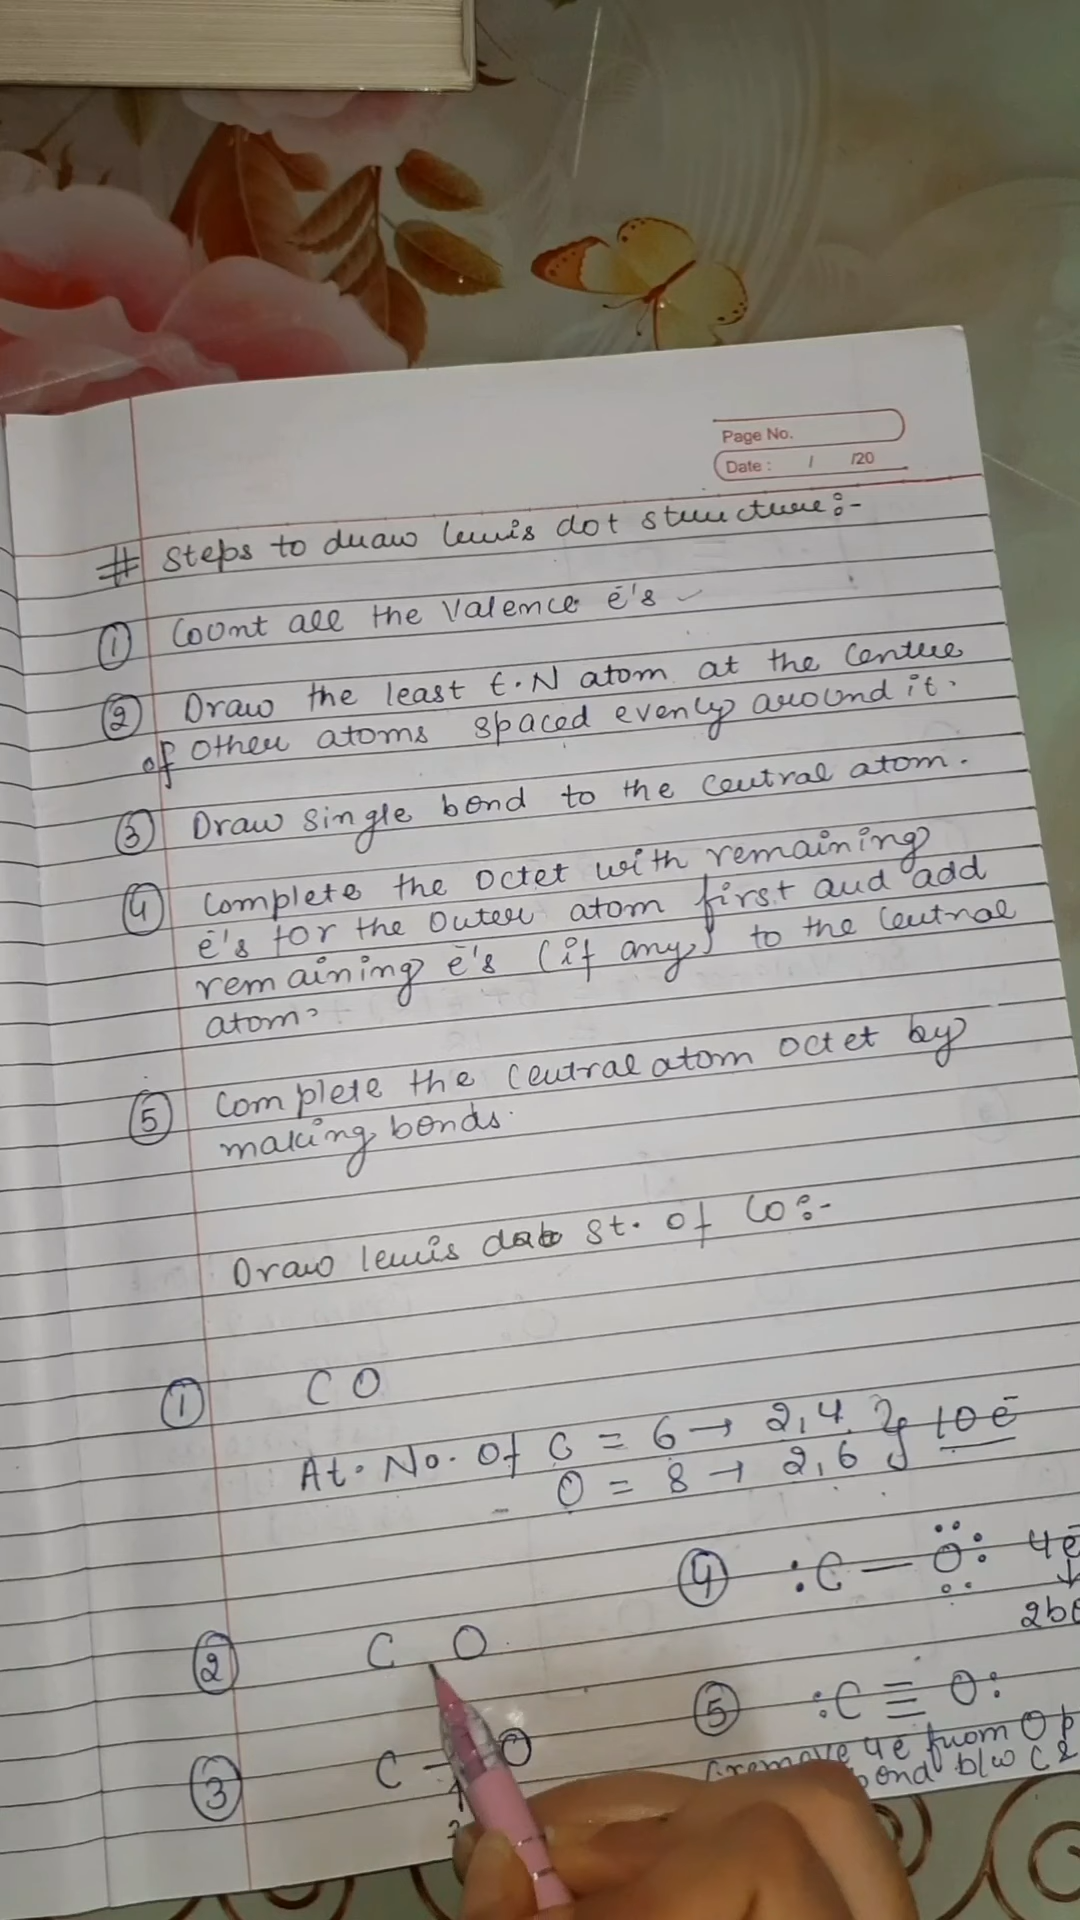 Page No.
Date : / /20
# Steps to draw lewis dot structure:-
① Count all the Valence e̅'s
② Draw the least E.N atom at the centre
of other atoms spaced evenly around it.
③ Draw single bond to the central atom.
④ Complete the octet with remaining
e̅'s for the outer atom first and add
remaining e̅'s (if any) to the central
atom.
⑤ Complete the central atom octet by
making bonds.
Draw lewis dot st. of CO:-
① CO
At. No. of C = 6 → 2,4 } 10 e̅
O = 8 → 2,6
④ :C — Ö: 4e̅
↓
② C O
⑤ :C ≡ O:
③ C — O
4e from O
bond b/w C &